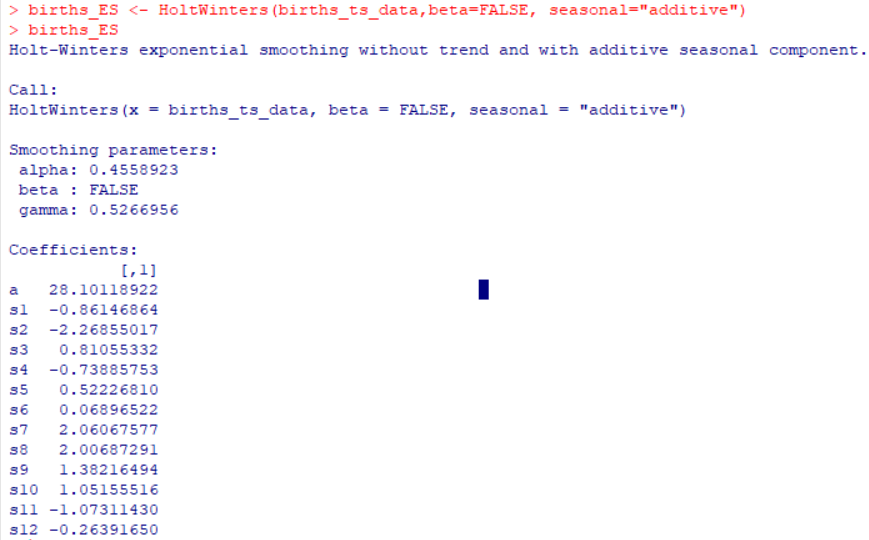 > births_ES <- HoltWinters(births_ts_data,beta=FALSE, seasonal="additive")
> births_ES
Holt-Winters exponential smoothing without trend and with additive seasonal component.
Call:
HoltWinters(x = births_ts_data, beta = FALSE, seasonal = "additive")
Smoothing parameters:
alpha: 0.4558923
beta : FALSE
gamma: 0.5266956
Coefficients:
[,1]
a 28.10118922
s1 -0.86146864
s2 -2.26855017
s3 0.81055332
s4 -0.73885753
s5 0.52226810
s6 0.06896522
s7 2.06067577
s8 2.00687291
s9 1.38216494
s10 1.05155516
s11 -1.07311430
s12 -0.26391650